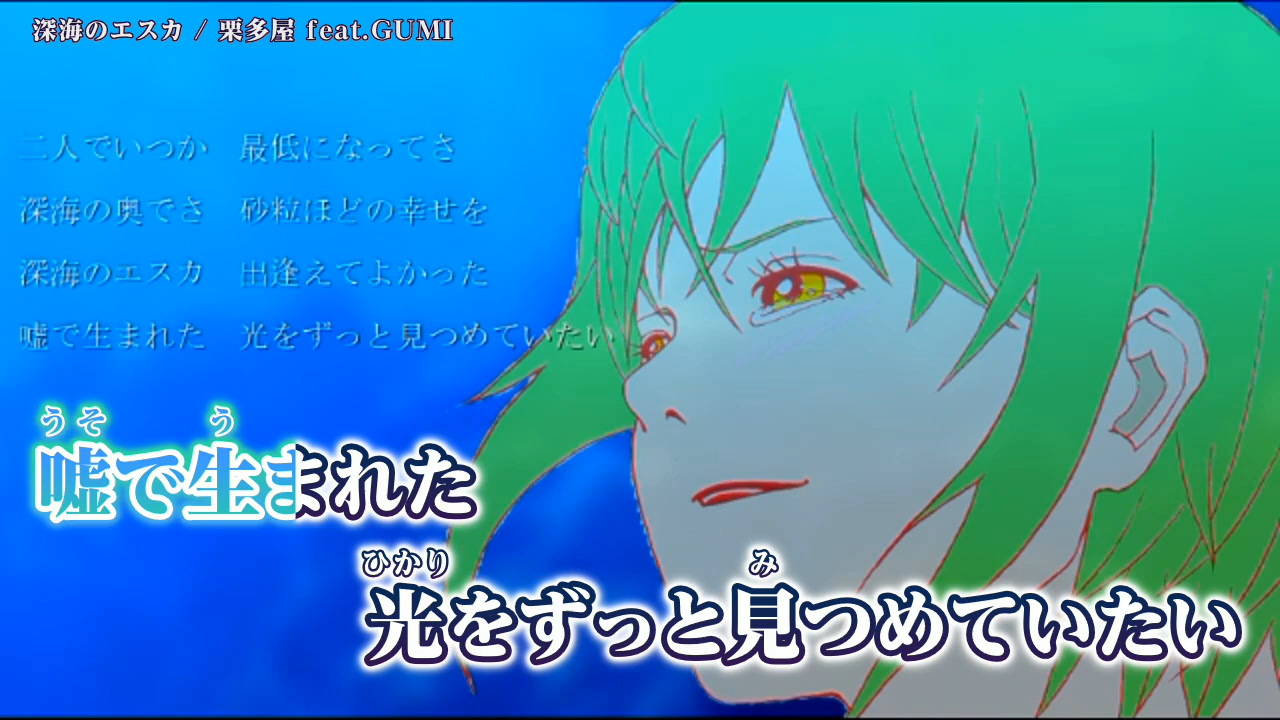 深海のエスカ / 栗多屋 feat.GUMI
二人でいつか　最低になってさ
深海の奥でさ　砂粒ほどの幸せを
深海のエスカ　出逢えてよかった
嘘で生まれた　光をずっと見つめていたい
うそ　う
嘘で生まれた
ひかり　み
光をずっと見つめていたい